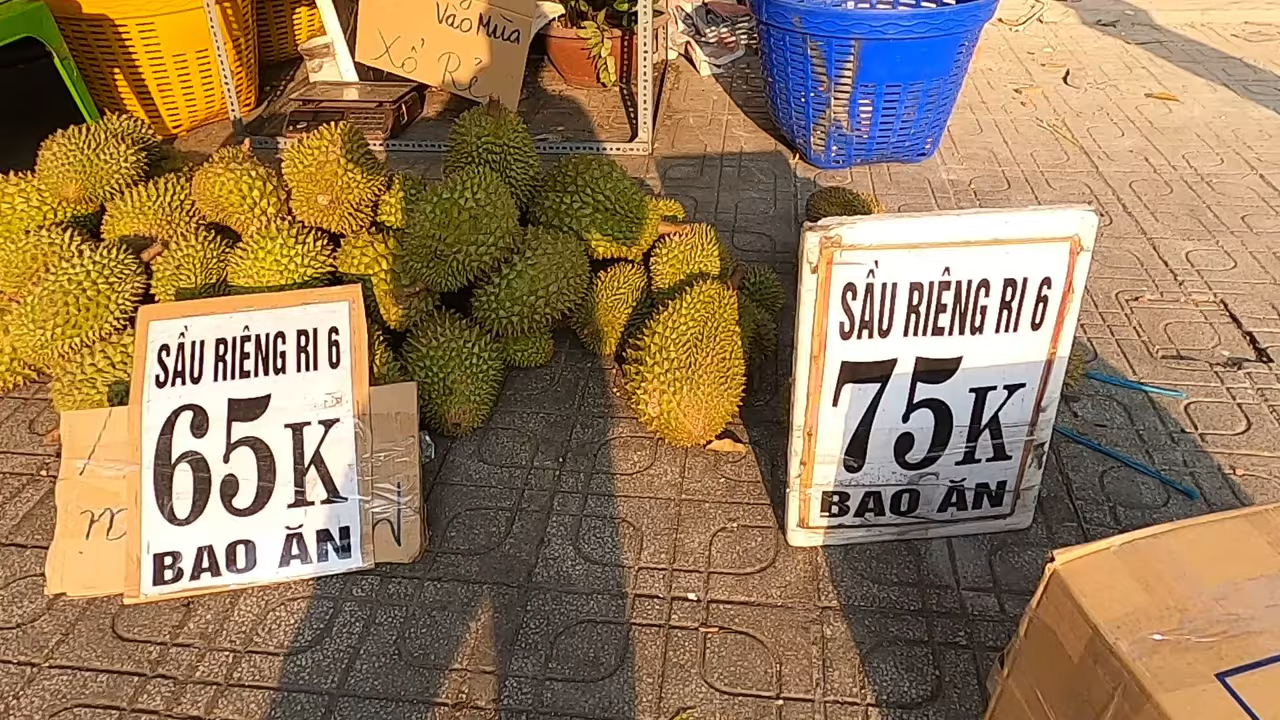 Vào Mùa
Xổ Rẻ
SẦU RIÊNG RI 6
65K
BAO ĂN
SẦU RIÊNG RI 6
75K
BAO ĂN